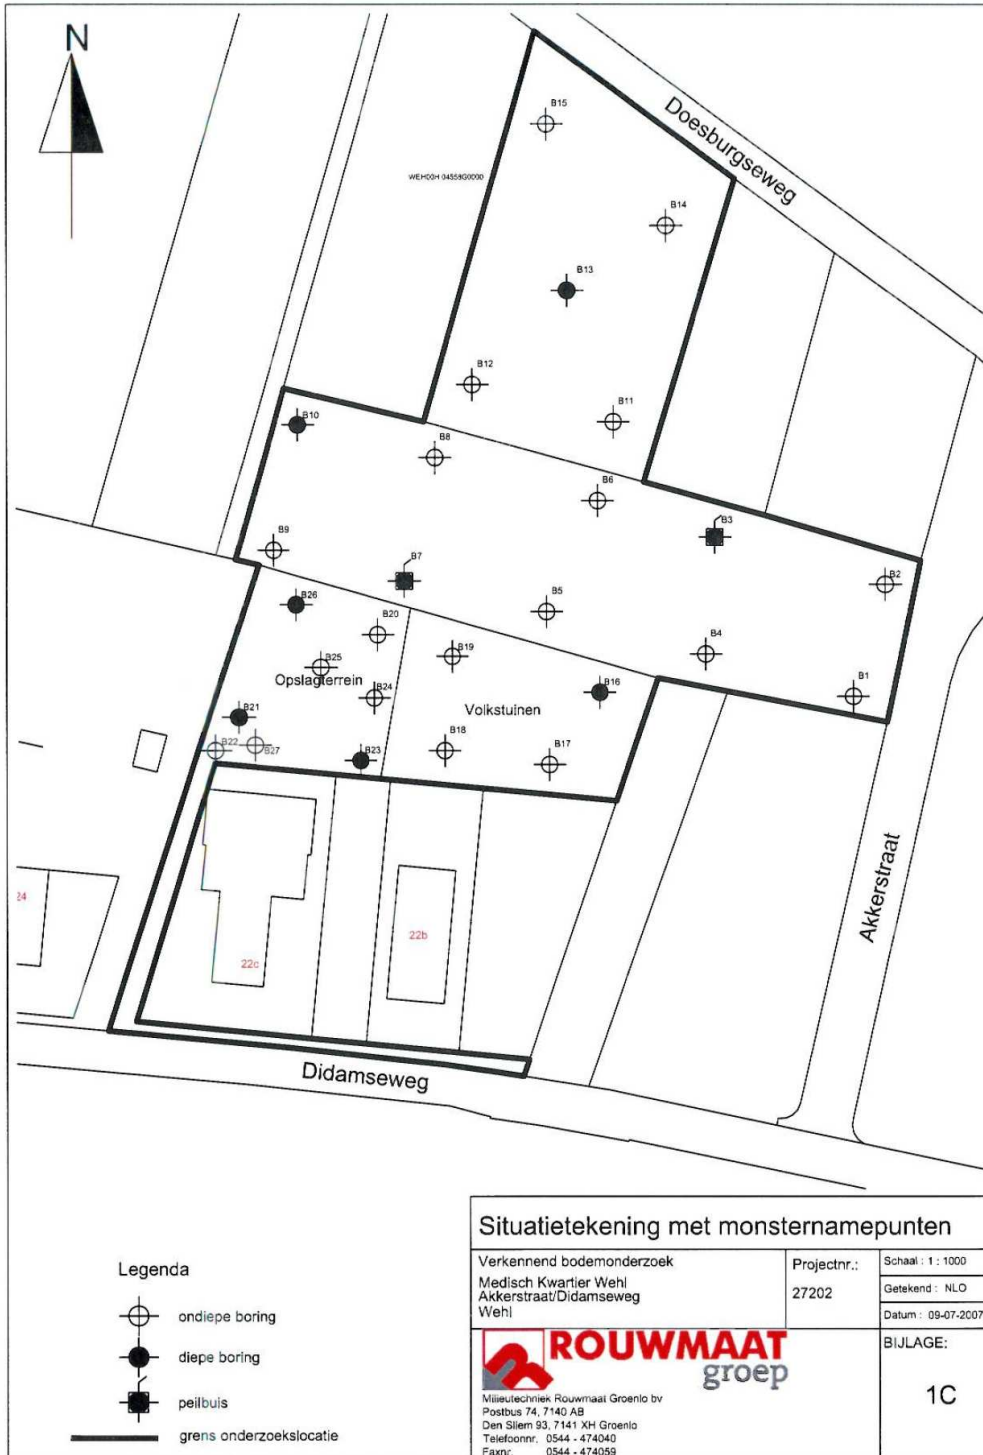 N
Doesburgseweg
B15
WEH00H 04558G0000
B14
B13
B12
B11
B10
B8
B6
B3
B9
B7
B2
B26
B20
B5
B19
B4
B25
Opslagterrein
B24
B16
B1
Volkstuinen
B21
B22
B27
B23
B18
B17
Akkerstraat
24
22b
22c
Didamseweg
Situatietekening met monsternamepunten
Verkennend bodemonderzoek
Medisch Kwartier Wehl
Akkerstraat/Didamseweg
Wehl
Projectnr.:
27202
Schaal : 1 : 1000
Getekend : NLO
Datum : 09-07-2007
BIJLAGE:
1C
ROUWMAAT
groep
Milieutechniek Rouwmaat Groenlo bv
Postbus 74, 7140 AB
Den Sliem 93, 7141 XH Groenlo
Telefoonnr. 0544 - 474040
Faxnr. 0544 - 474059
Legenda
ondiepe boring
diepe boring
peilbuis
grens onderzoekslocatie